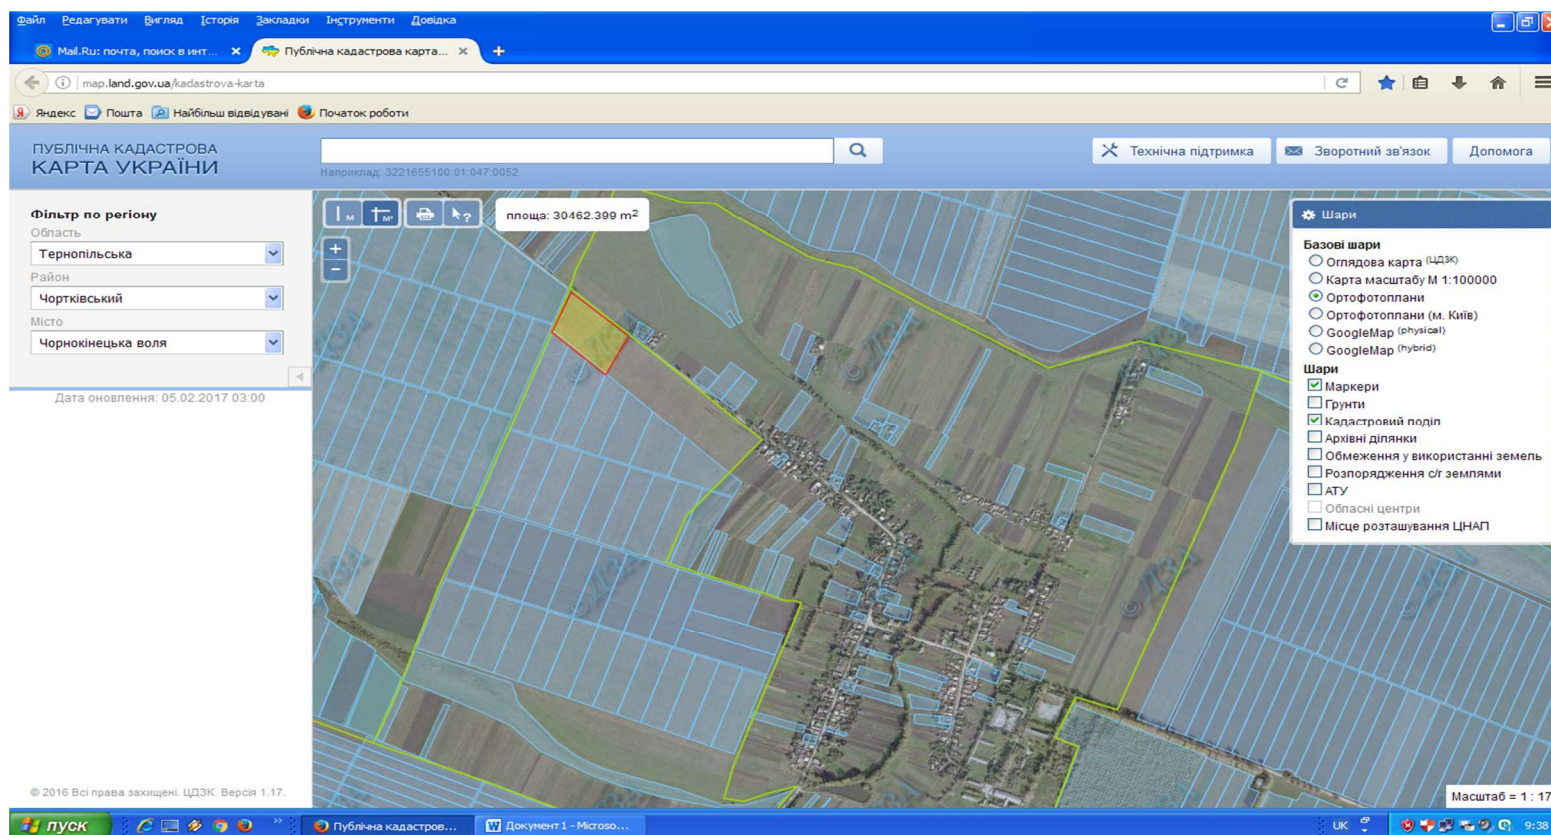 Файл Редагувати Вигляд Історія Закладки Інструменти Довідка
Mail.Ru: почта, поиск в инт... Публічна кадастрова карта...
map.land.gov.ua/kadastrova-karta
Яндекс Пошта Найбільш відвідувані Початок роботи
ПУБЛІЧНА КАДАСТРОВА
КАРТА УКРАЇНИ
Наприклад: 3221655100:01:047:0052
Технічна підтримка Зворотний зв'язок Допомога
Фільтр по регіону
Область
Тернопільська
Район
Чортківський
Місто
Чорнокінецька воля
Дата оновлення: 05.02.2017 03:00
© 2016 Всі права захищені. ЦДЗК. Версія 1.17.
м м²
площа: 30462.399 m²
Шари
Базові шари
Оглядова карта (ЦДЗК)
Карта масштабу М 1:100000
Ортофотоплани
Ортофотоплани (м. Київ)
GoogleMap (physical)
GoogleMap (hybrid)
Шари
Маркери
Грунти
Кадастровий поділ
Архівні ділянки
Обмеження у використанні земель
Розпорядження с/г землями
АТУ
Обласні центри
Місце розташування ЦНАП
© ДЗА
Масштаб = 1 : 17
пуск
Публічна кадастров...
Документ1 - Microso...
UK
9:38